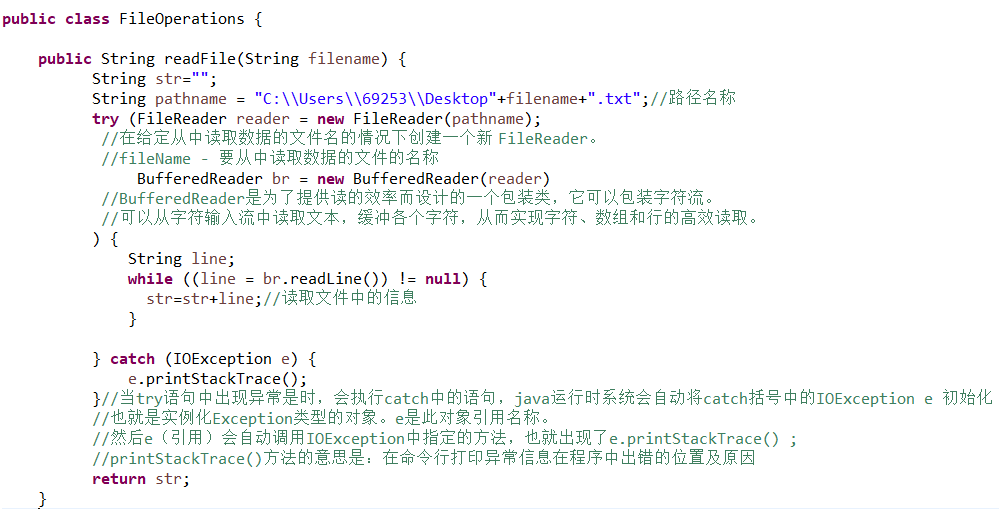 public class FileOperations {
public String readFile(String filename) {
String str="";
String pathname = "C:\\Users\\69253\\Desktop"+filename+".txt";//路径名称
try (FileReader reader = new FileReader(pathname);
//在给定从中读取数据的文件名的情况下创建一个新 FileReader。
//fileName - 要从中读取数据的文件的名称
BufferedReader br = new BufferedReader(reader)
//BufferedReader是为了提供读的效率而设计的一个包装类，它可以包装字符流。
//可以从字符输入流中读取文本，缓冲各个字符，从而实现字符、数组和行的高效读取。
) {
String line;
while ((line = br.readLine()) != null) {
str=str+line;//读取文件中的信息
}
} catch (IOException e) {
e.printStackTrace();
}//当try语句中出现异常是时，会执行catch中的语句，java运行时系统会自动将catch括号中的IOException e 初始化
//也就是实例化Exception类型的对象。e是此对象引用名称。
//然后e（引用）会自动调用IOException中指定的方法，也就出现了e.printStackTrace() ;
//printStackTrace()方法的意思是：在命令行打印异常信息在程序中出错的位置及原因
return str;
}